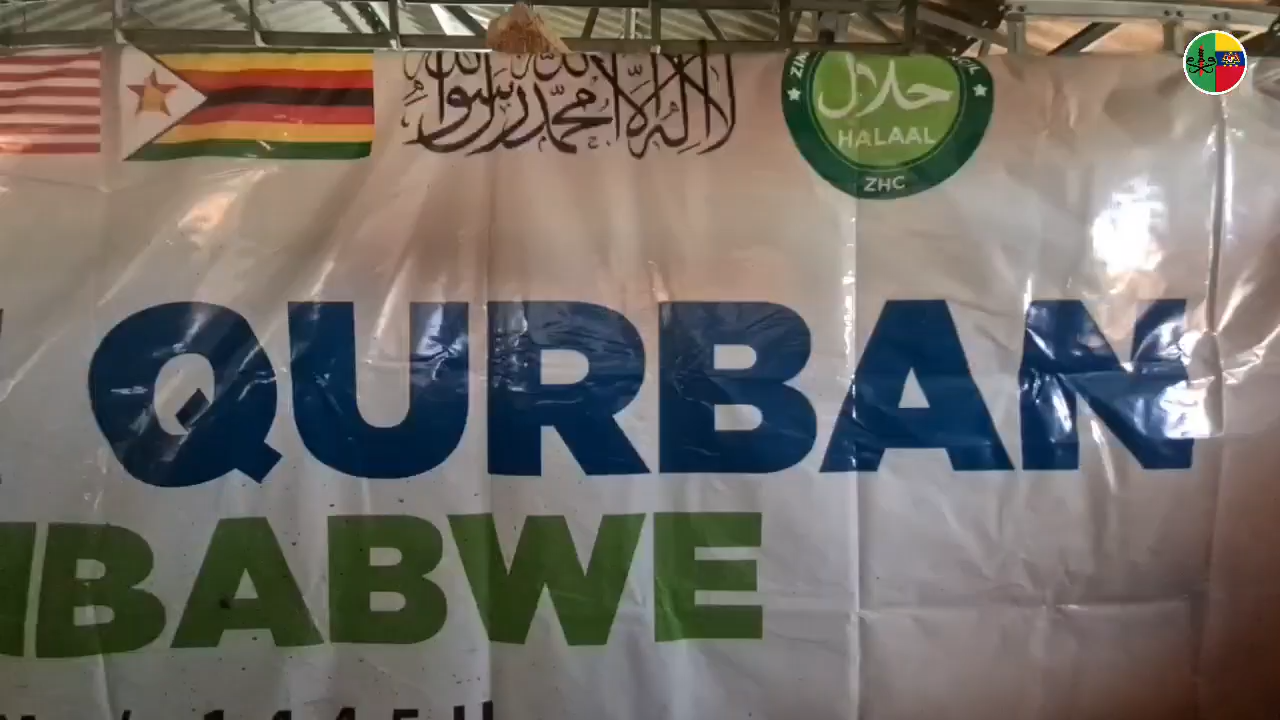 لا إله إلا الله محمد رسول الله
حلال
HALAAL
ZHC
QURBAN
BABWE